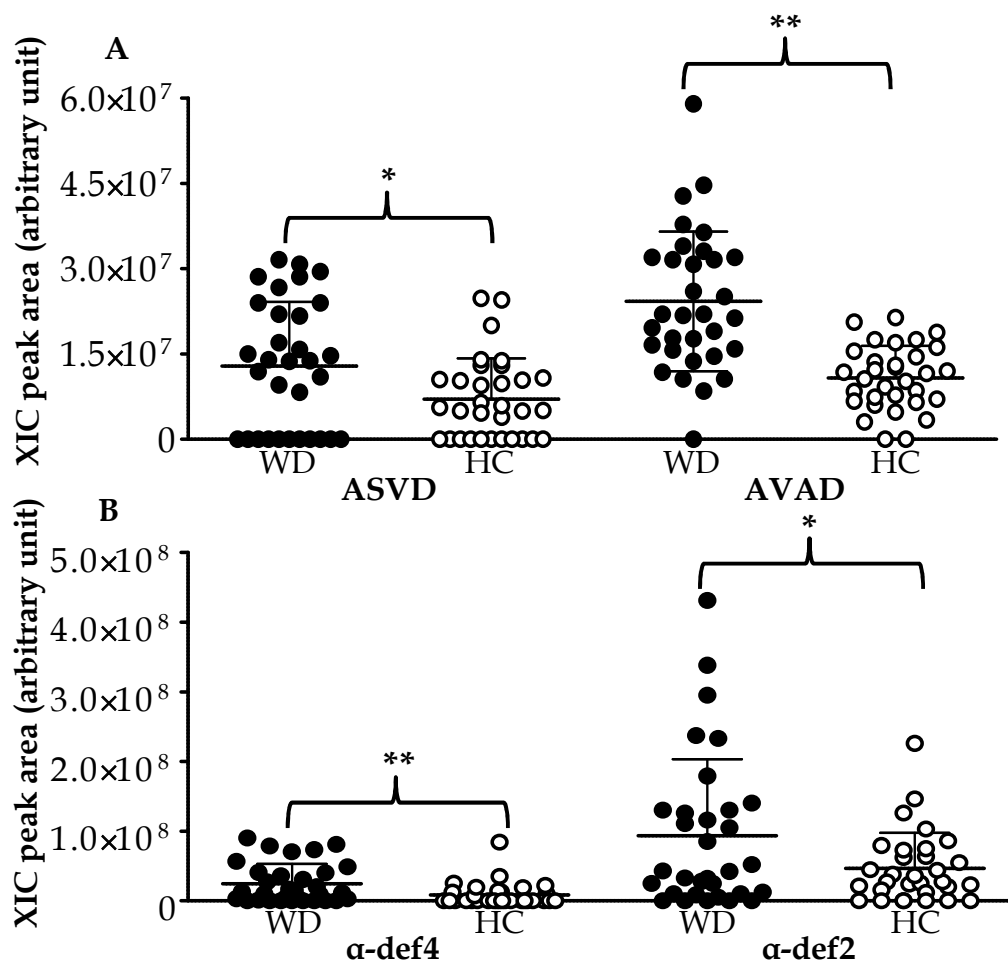 **
A
XIC peak area (arbitrary unit)
6.0×10⁷
4.5×10⁷
*
3.0×10⁷
1.5×10⁷
0
WD HC WD HC
ASVD AVAD
B
XIC peak area (arbitrary unit)
*
5.0×10⁸
4.0×10⁸
3.0×10⁸
2.0×10⁸
**
1.0×10⁸
0
WD HC WD HC
α-def4 α-def2